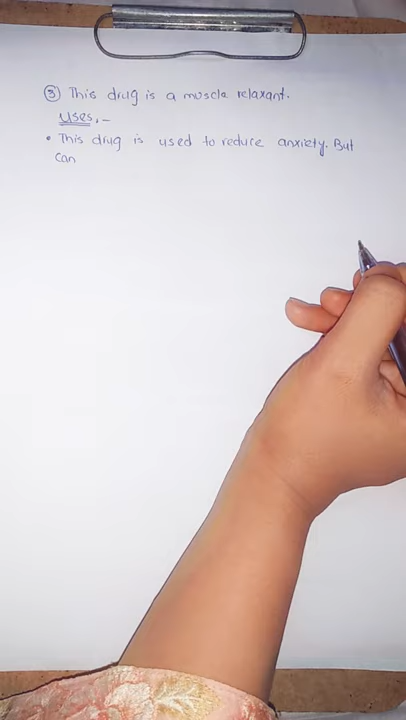 ③ This drug is a muscle relaxant.
Uses,-
• This drug is used to reduce anxiety. But
can